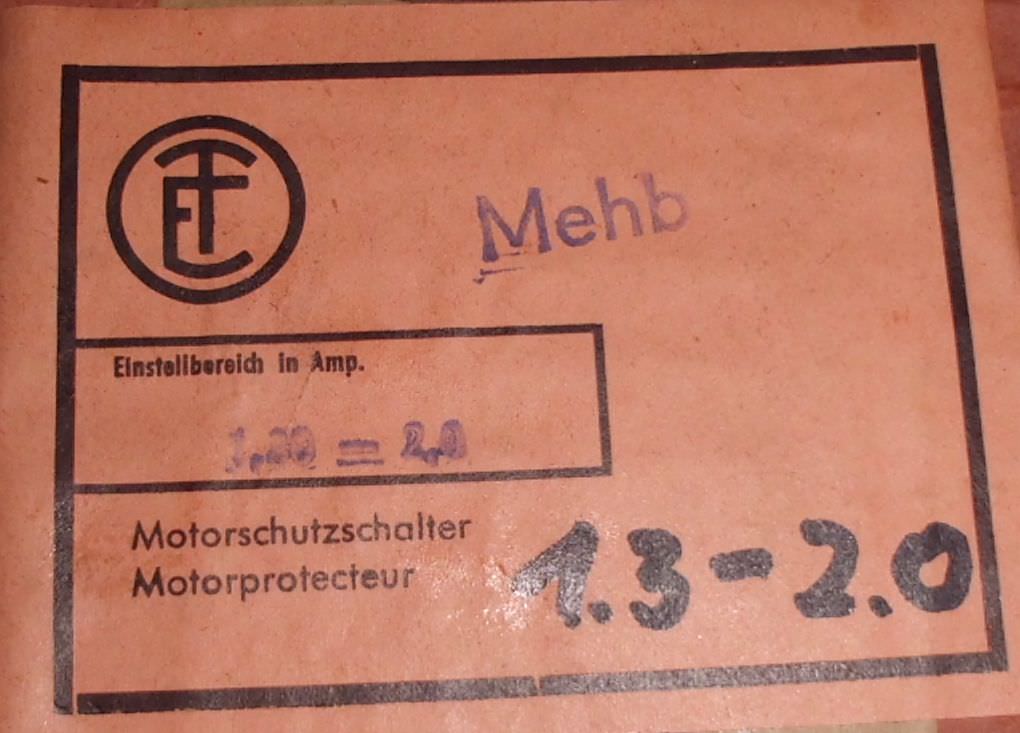 Mehb
Einstellbereich in Amp.
Motorschutzschalter
Motorprotecteur
1.3-2.0